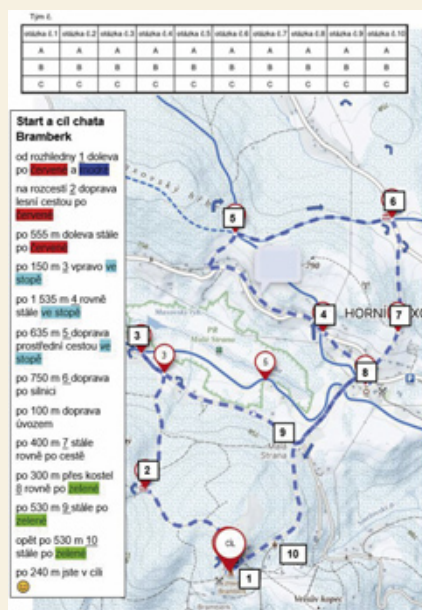 Tým č.
otázka č.1 otázka č.2 otázka č.3 otázka č.4 otázka č.5 otázka č.6 otázka č.7 otázka č.8 otázka č.9 otázka č.10
A A A A A A A A A A
B B B B B B B B B B
C C C C C C C C C C
Start a cíl chata
Bramberk
od rozhledny 1 doleva
po červené a modré
na rozcestí 2 doprava
lesní cestou po
červené
po 555 m doleva stále
po červené
po 150 m 3 vpravo ve
stopě
po 1 535 m 4 rovně
stále ve stopě
po 635 m 5 doprava
prostřední cestou ve
stopě
po 750 m 6 doprava
po silnici
po 100 m doprava
úvozem
po 400 m 7 stále
rovně po cestě
po 300 m přes kostel
8 rovně po zelené
po 530 m 9 stále po
zelené
opět po 530 m 10
stále po zelené
po 240 m jste v cíli
6
5
790
4
HORNÍ
7
PR
Malá Strana
3
3
5
8
9
Malá
Strana
2
CÍL
10
1
Bramberk